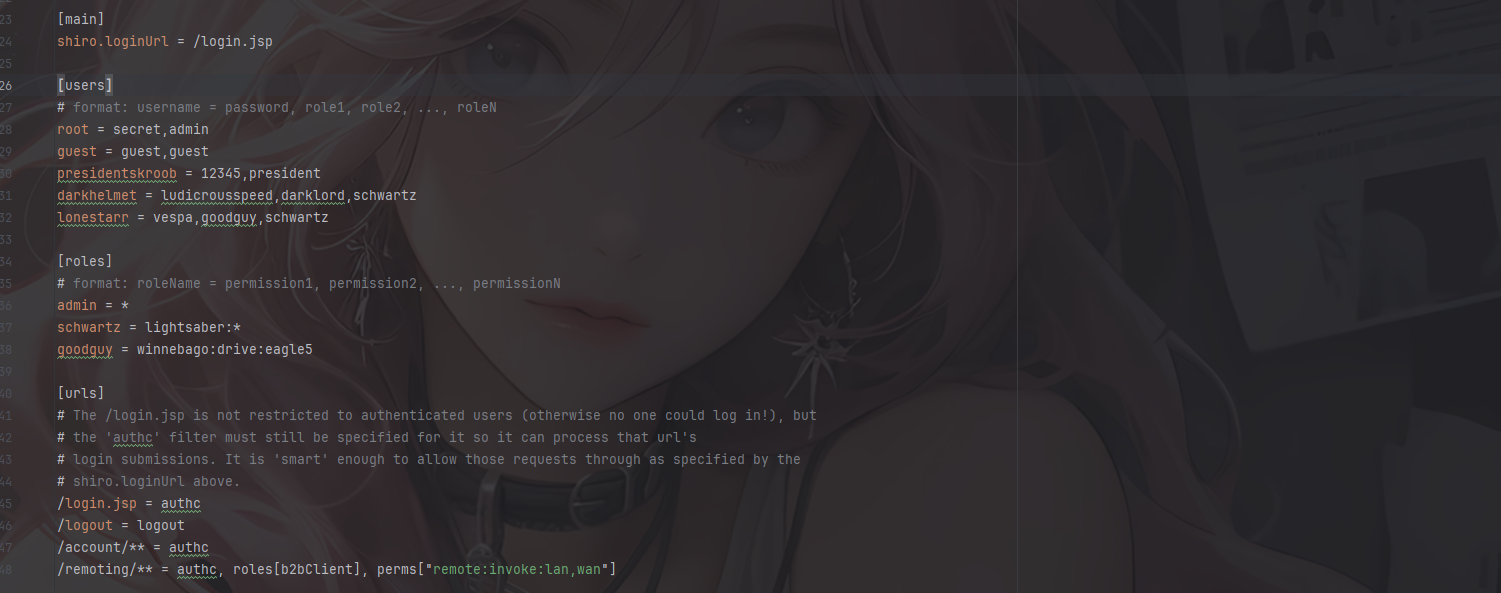 23 [main]
24 shiro.loginUrl = /login.jsp
25
26 [users]
27 # format: username = password, role1, role2, ..., roleN
28 root = secret,admin
29 guest = guest,guest
30 presidentskroob = 12345,president
31 darkhelmet = ludicrousspeed,darklord,schwartz
32 lonestarr = vespa,goodguy,schwartz
33
34 [roles]
35 # format: roleName = permission1, permission2, ..., permissionN
36 admin = *
37 schwartz = lightsaber:*
38 goodguy = winnebago:drive:eagle5
39
40 [urls]
41 # The /login.jsp is not restricted to authenticated users (otherwise no one could log in!), but
42 # the 'authc' filter must still be specified for it so it can process that url's
43 # login submissions. It is 'smart' enough to allow those requests through as specified by the
44 # shiro.loginUrl above.
45 /login.jsp = authc
46 /logout = logout
47 /account/** = authc
48 /remoting/** = authc, roles[b2bClient], perms["remote:invoke:lan,wan"]